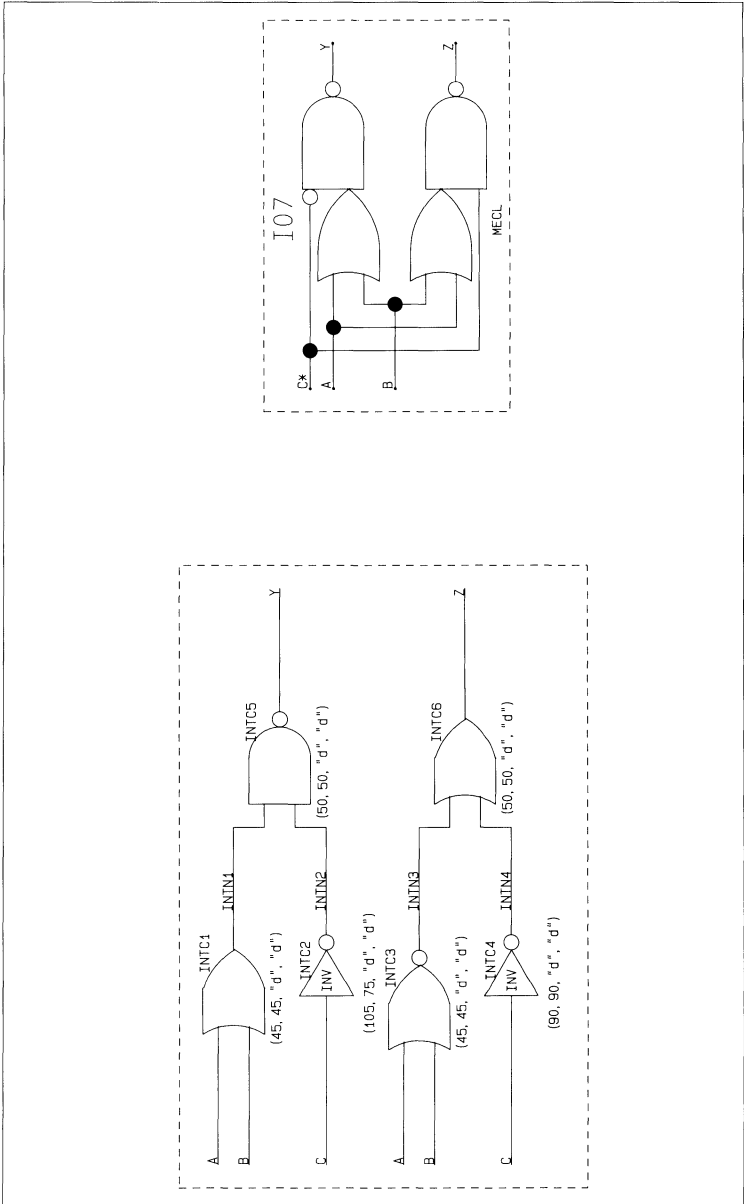 I07
C*
A
B
Y
Z
MECL
A
B
C
A
B
C
INTC1
(45, 45, "d", "d")
INTN1
INTC2
INV
(105, 75, "d", "d")
INTN2
INTC5
(50, 50, "d", "d")
Y
INTC3
(45, 45, "d", "d")
INTN3
INTC4
INV
(90, 90, "d", "d")
INTN4
INTC6
(50, 50, "d", "d")
Z